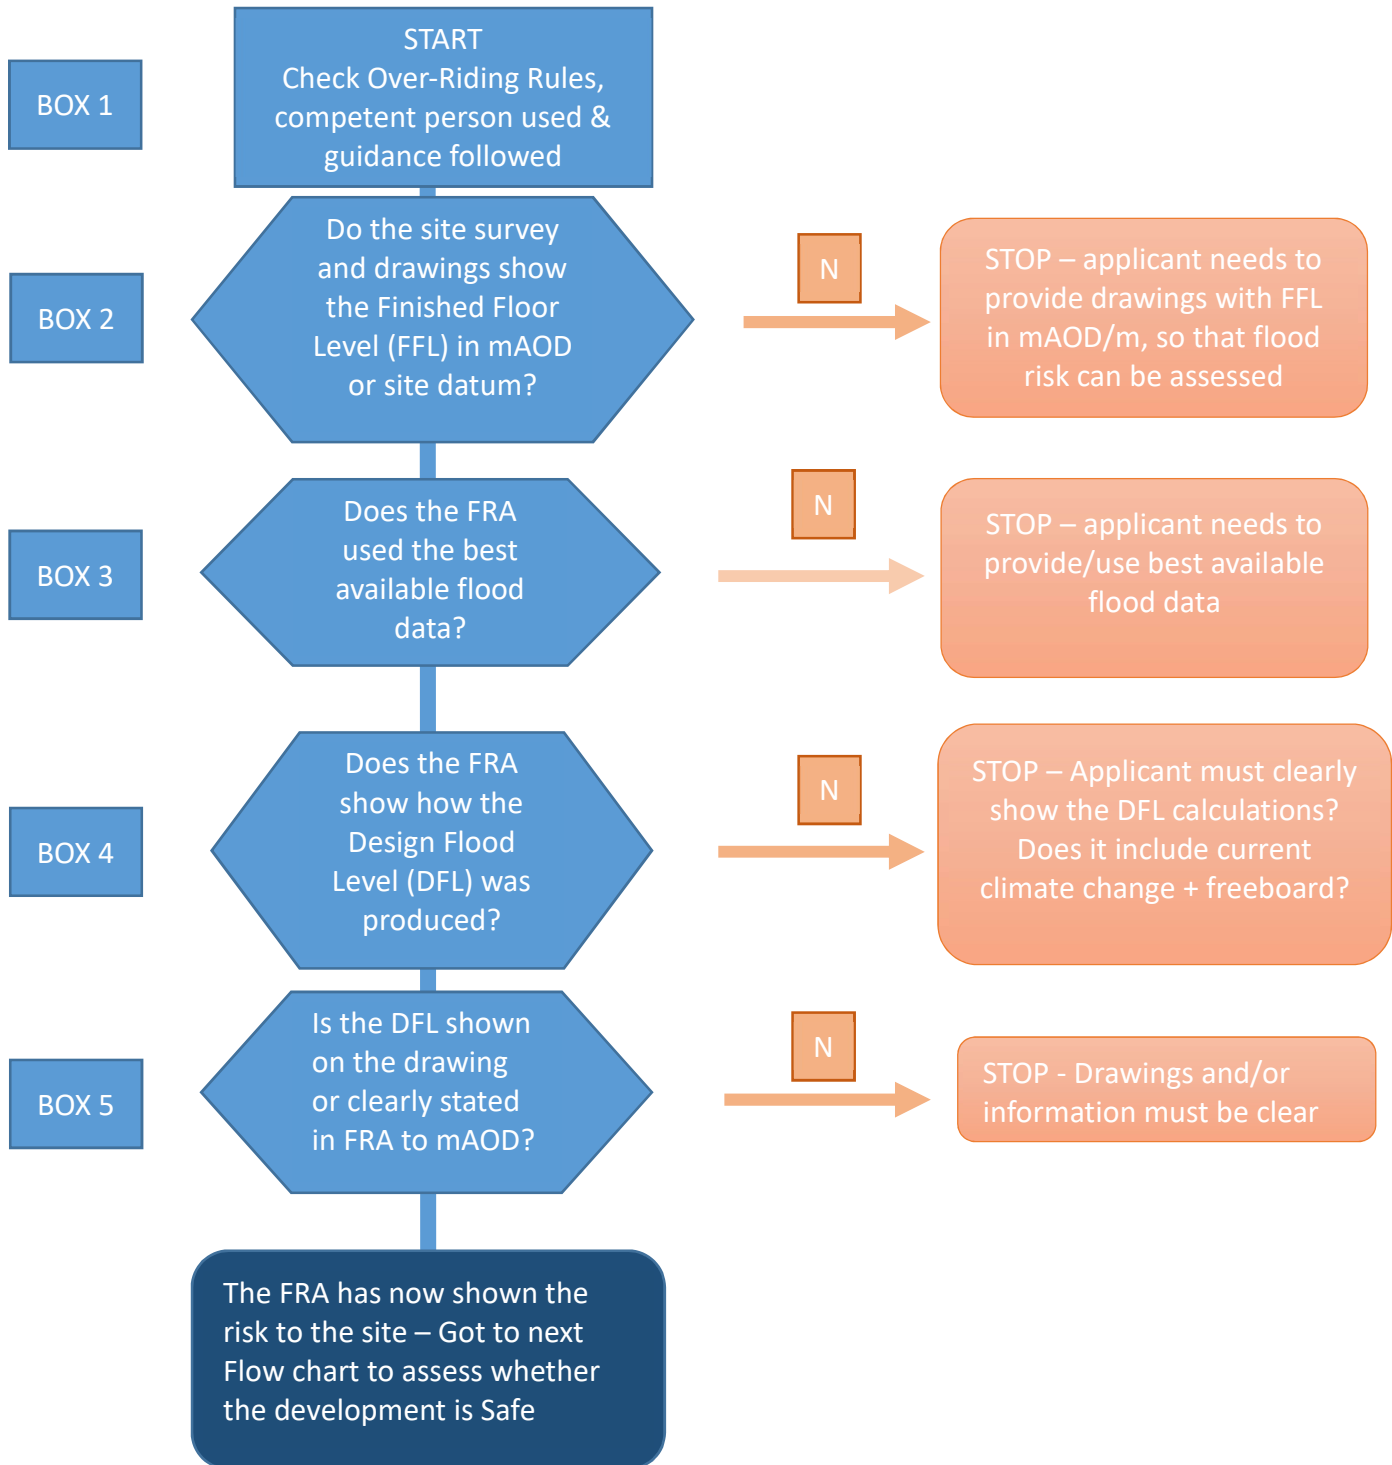 BOX 1
START
Check Over-Riding Rules,
competent person used &
guidance followed
BOX 2
Do the site survey
and drawings show
the Finished Floor
Level (FFL) in mAOD
or site datum?
N
STOP – applicant needs to
provide drawings with FFL
in mAOD/m, so that flood
risk can be assessed
BOX 3
Does the FRA
used the best
available flood
data?
N
STOP – applicant needs to
provide/use best available
flood data
BOX 4
Does the FRA
show how the
Design Flood
Level (DFL) was
produced?
N
STOP – Applicant must clearly
show the DFL calculations?
Does it include current
climate change + freeboard?
BOX 5
Is the DFL shown
on the drawing
or clearly stated
in FRA to mAOD?
N
STOP - Drawings and/or
information must be clear
The FRA has now shown the
risk to the site – Got to next
Flow chart to assess whether
the development is Safe